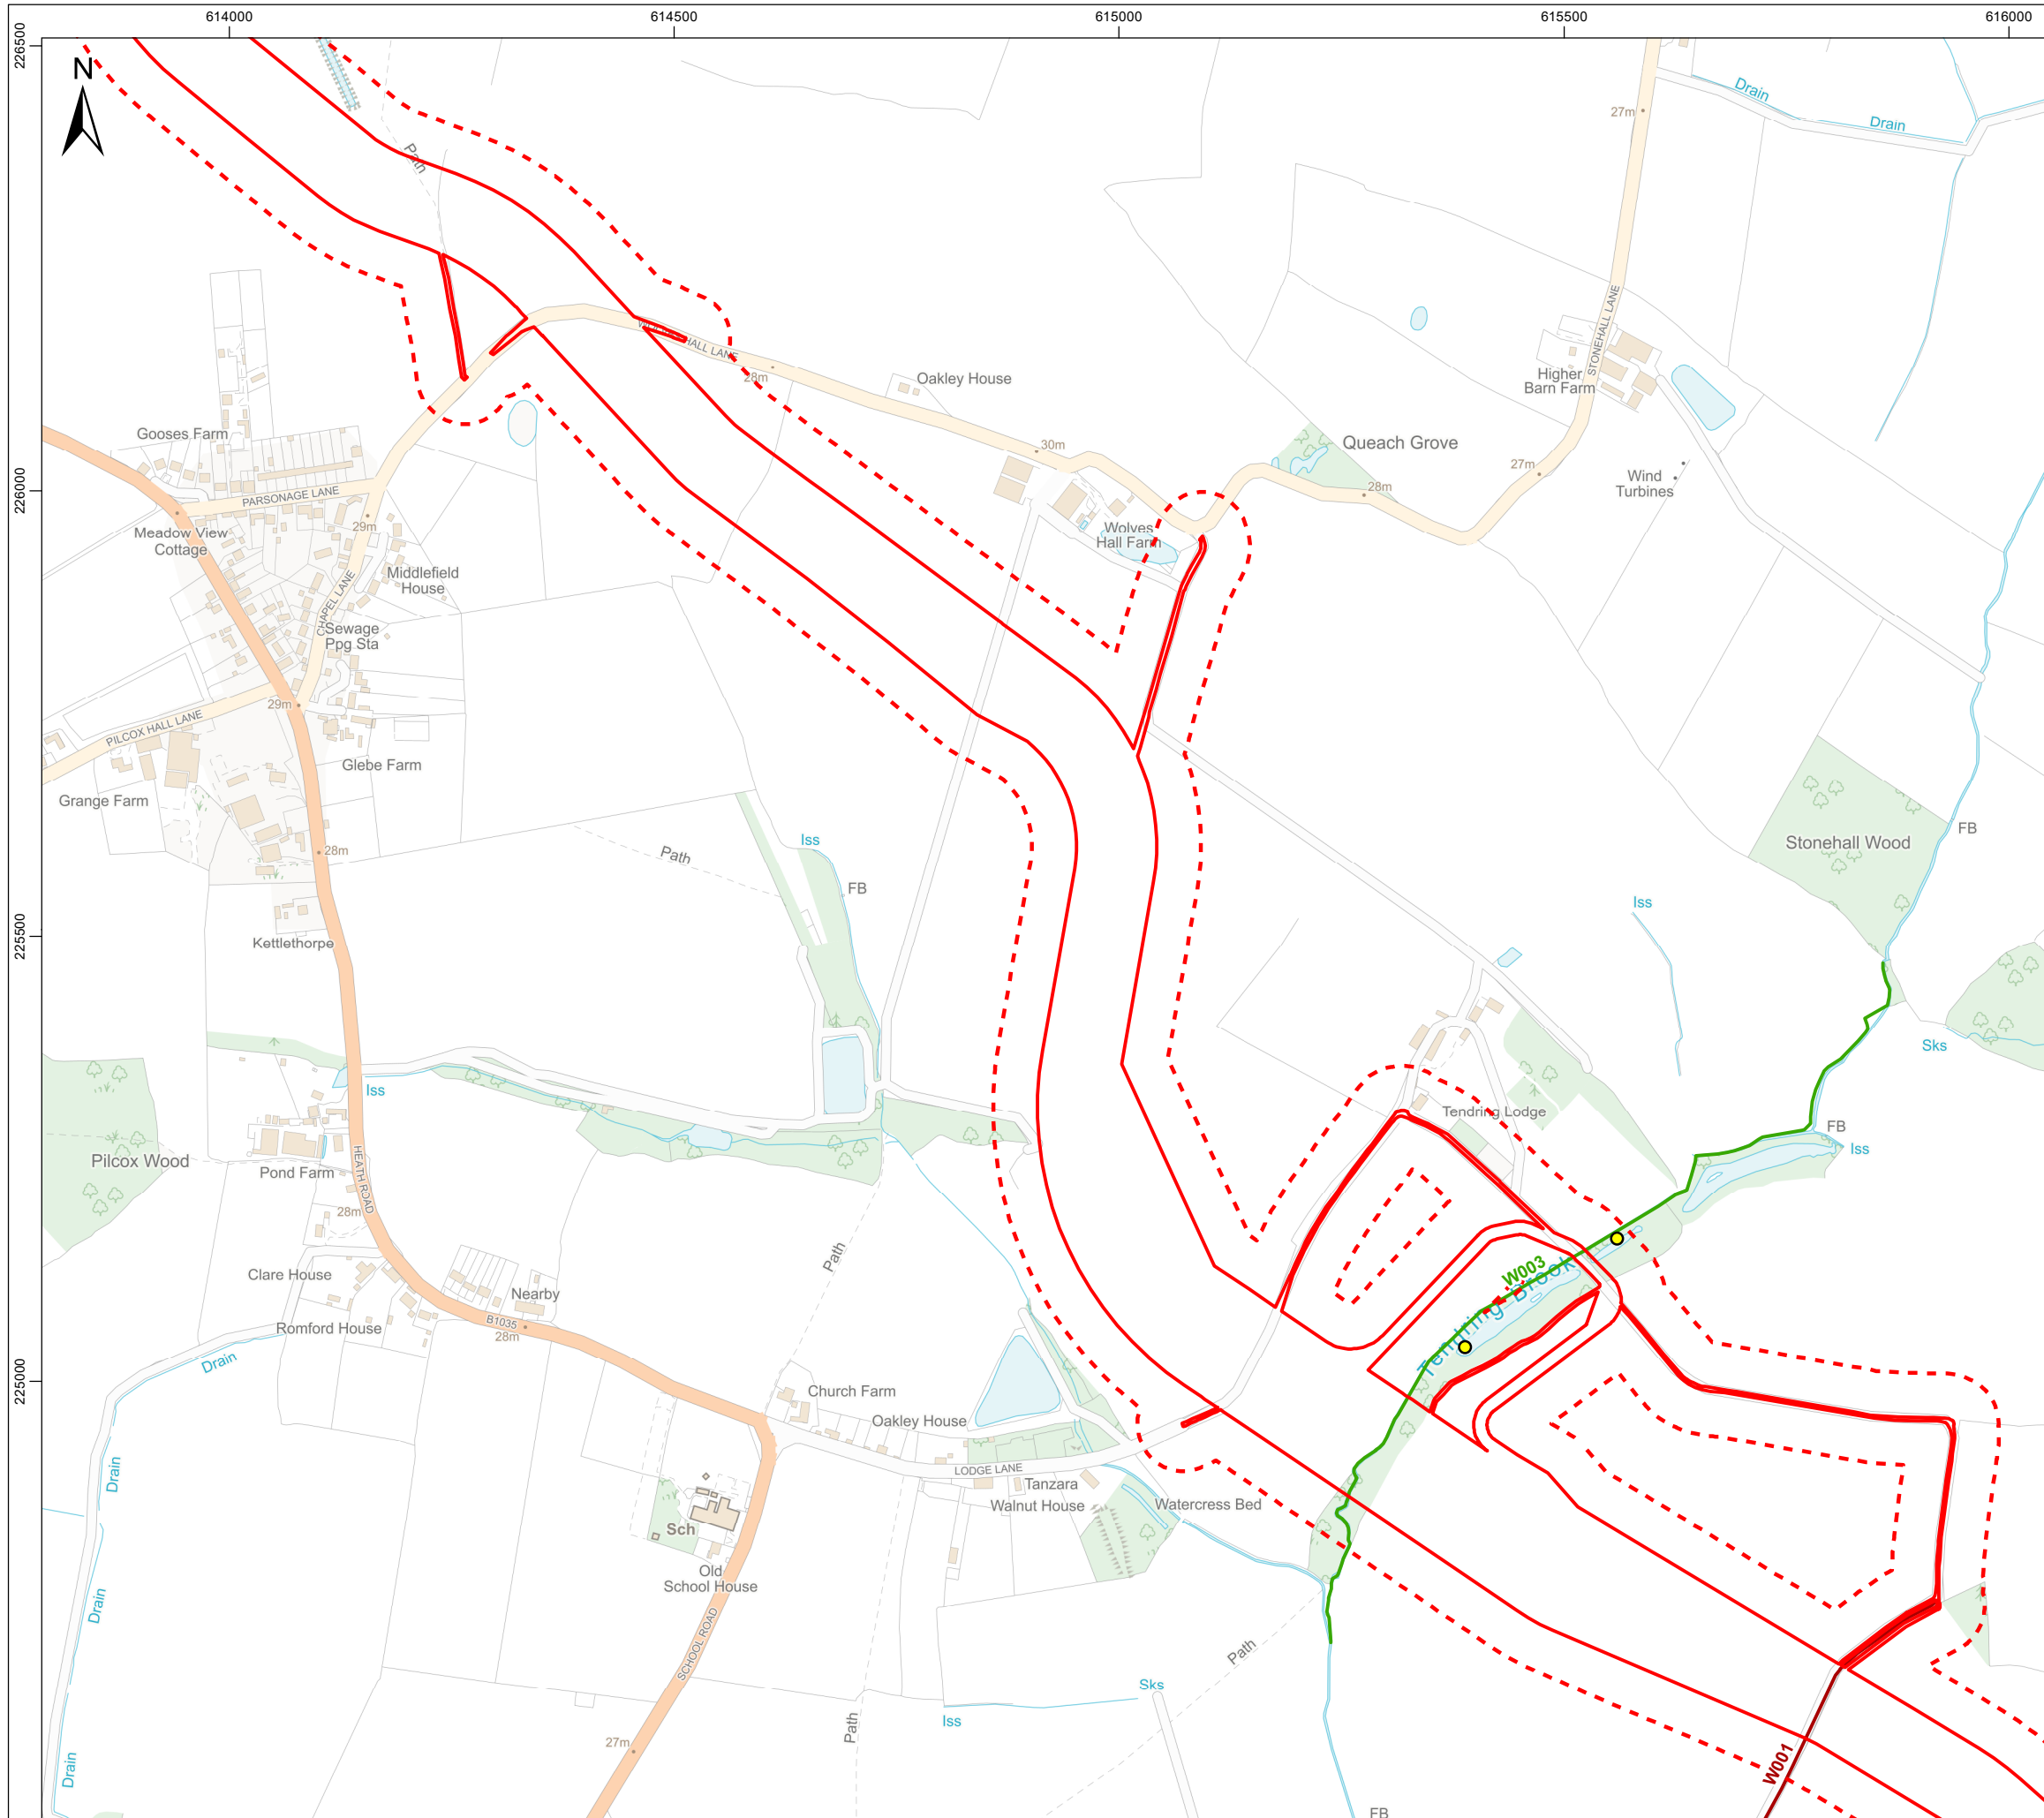 614000
614500
615000
615500
616000
226500
226000
225500
225000
N
Path
Drain
Drain
27m
HALL LANE
28m
Oakley House
STONEHALL LANE
Higher
Barn Farm
Gooses Farm
PARSONAGE LANE
Meadow View
Cottage
29m
30m
Queach Grove
28m
27m
Wind
Turbines
Wolves
Hall Farm
Middlefield
House
CHAPEL LANE
Sewage
Ppg Sta
29m
PILCOX HALL LANE
Glebe Farm
Grange Farm
28m
Path
Iss
FB
Stonehall Wood
FB
Iss
Kettlethorpe
Sks
Iss
Pilcox Wood
Pond Farm
HEATH ROAD
28m
Tendring Lodge
FB
Iss
Clare House
Romford House
Nearby
B1035
28m
Path
W003
Tendring Brook
Drain
Church Farm
Oakley House
LODGE LANE
Tanzara
Walnut House
Watercress Bed
Drain
Sch
Old
School House
Drain
SCHOOL ROAD
Path
Sks
Iss
Path
27m
Drain
W001
FB